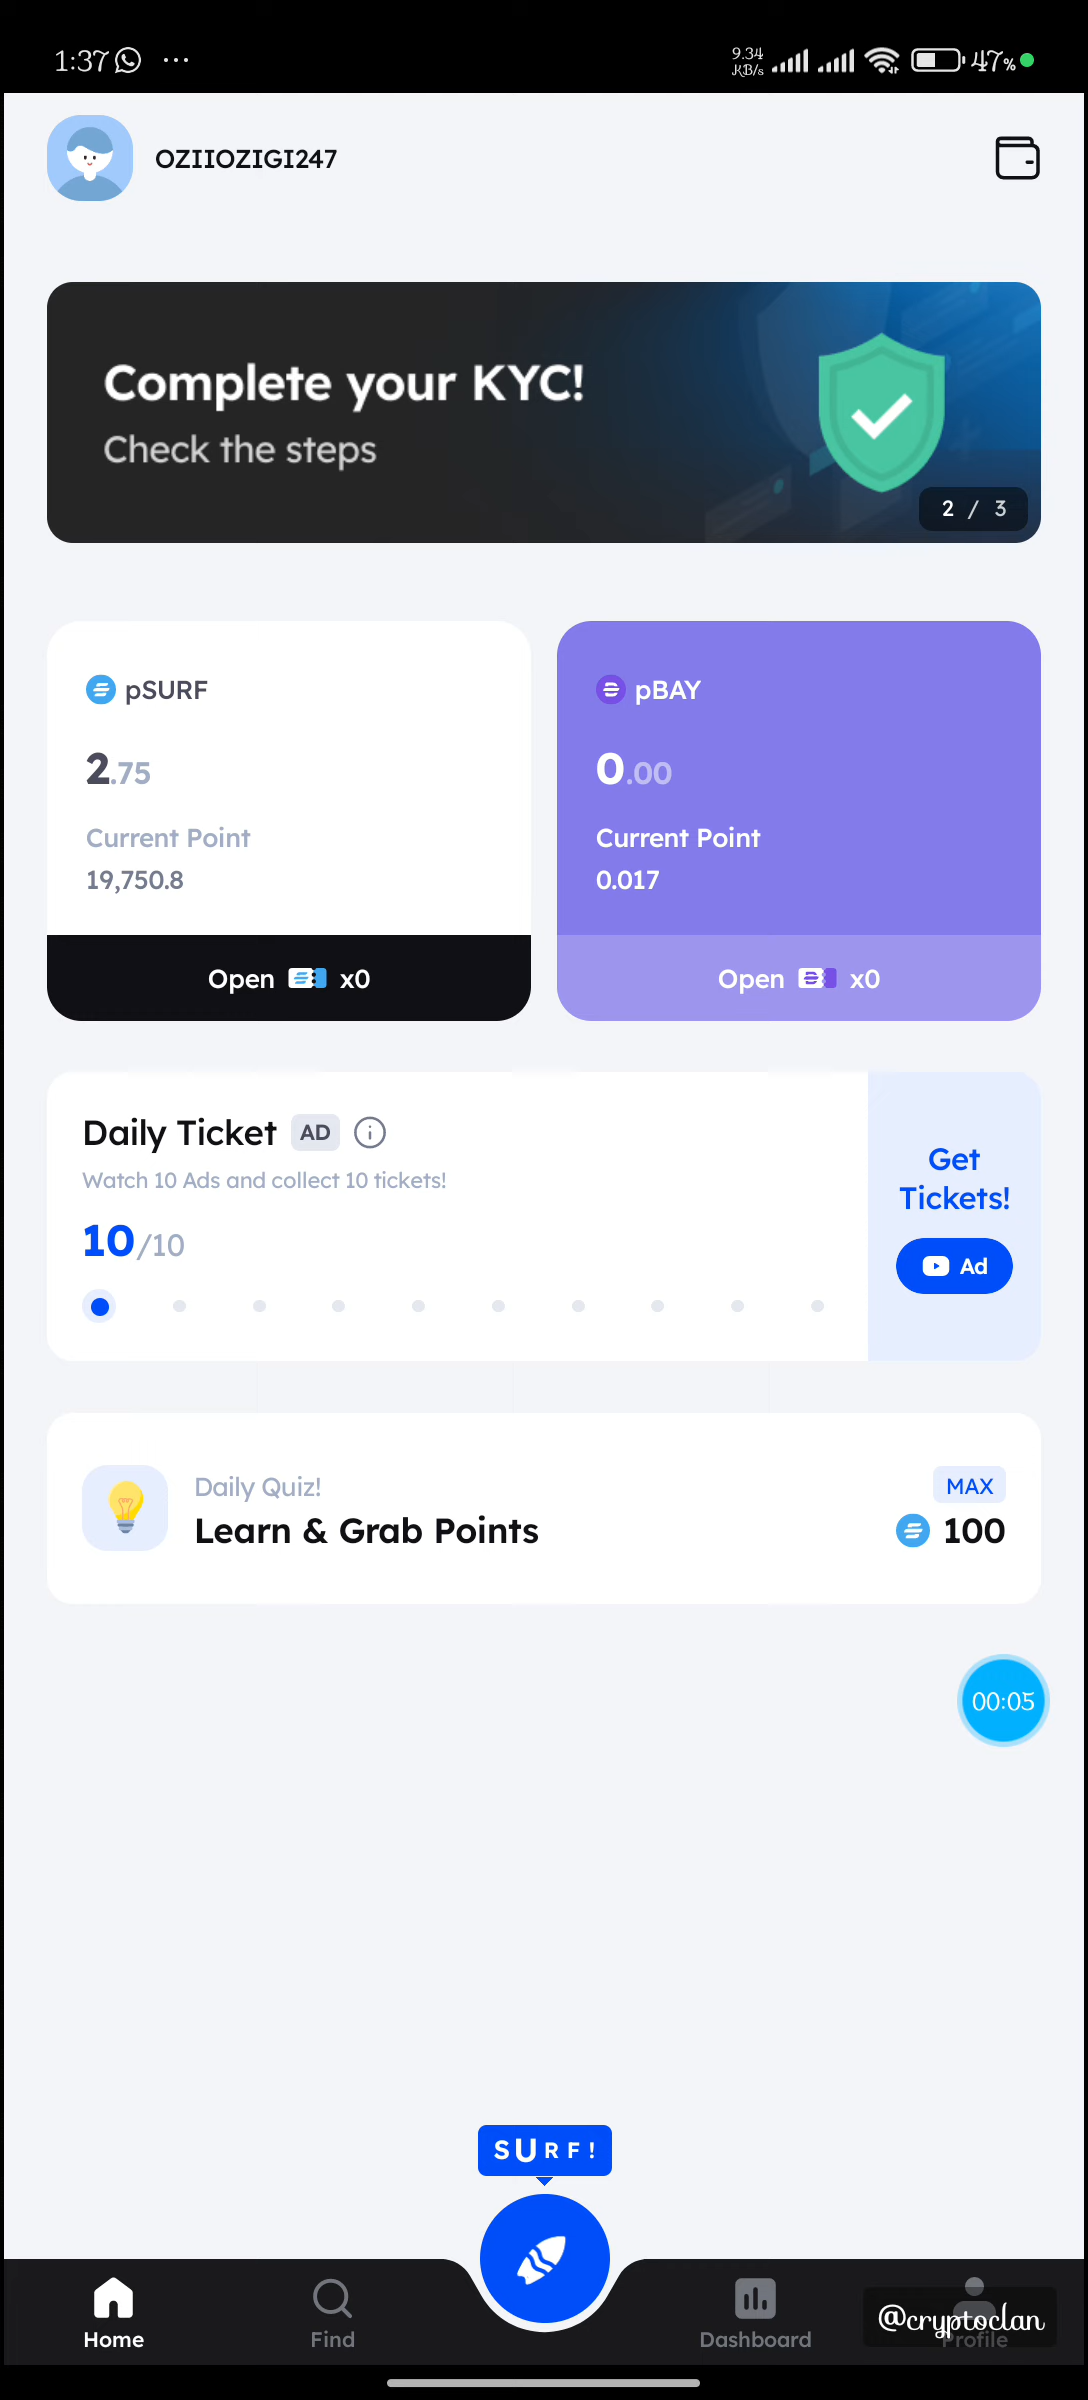 1:37 ... 9.34 KB/s 47%
OZIIOZIGI247
Complete your KYC!
Check the steps
2 / 3
pSURF
2.75
Current Point
19,750.8
Open x0
pBAY
0.00
Current Point
0.017
Open x0
Daily Ticket AD
Watch 10 Ads and collect 10 tickets!
10/10
Get
Tickets!
Ad
Daily Quiz!
Learn & Grab Points
MAX
100
00:05
SURF!
Home
Find
Dashboard
Profile
@cryptoclan